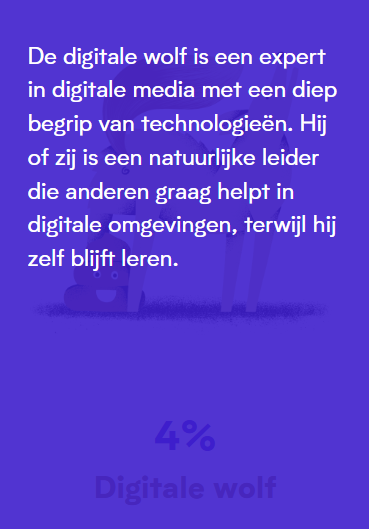 De digitale wolf is een expert
in digitale media met een diep
begrip van technologieën. Hij
of zij is een natuurlijke leider
die anderen graag helpt in
digitale omgevingen, terwijl hij
zelf blijft leren.
4%
Digitale wolf